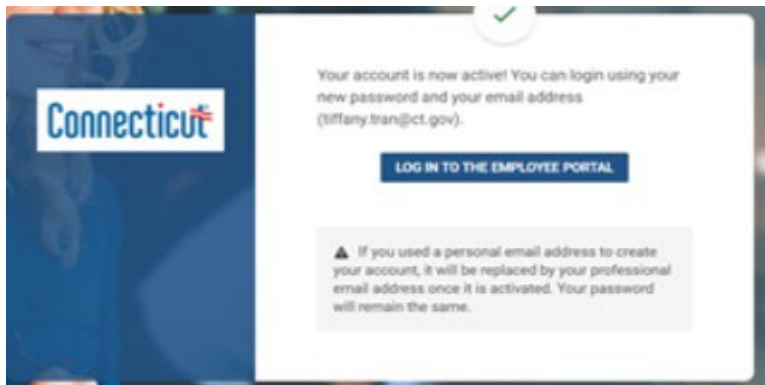 Connecticut
Your account is now active! You can login using your
new password and your email address
(tiffany.tran@ct.gov).
LOG IN TO THE EMPLOYEE PORTAL
If you used a personal email address to create
your account, it will be replaced by your professional
email address once it is activated. Your password
will remain the same.